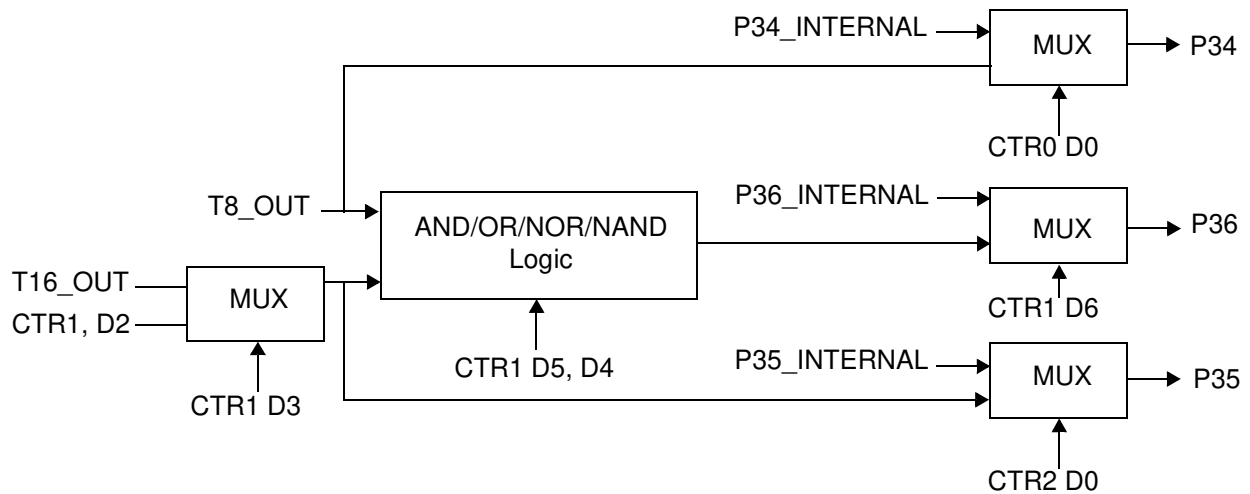 P34_INTERNAL
MUX
P34
CTR0 D0
T8_OUT
AND/OR/NOR/NAND
Logic
P36_INTERNAL
MUX
P36
CTR1 D6
T16_OUT
CTR1, D2
MUX
CTR1 D3
CTR1 D5, D4
P35_INTERNAL
MUX
P35
CTR2 D0